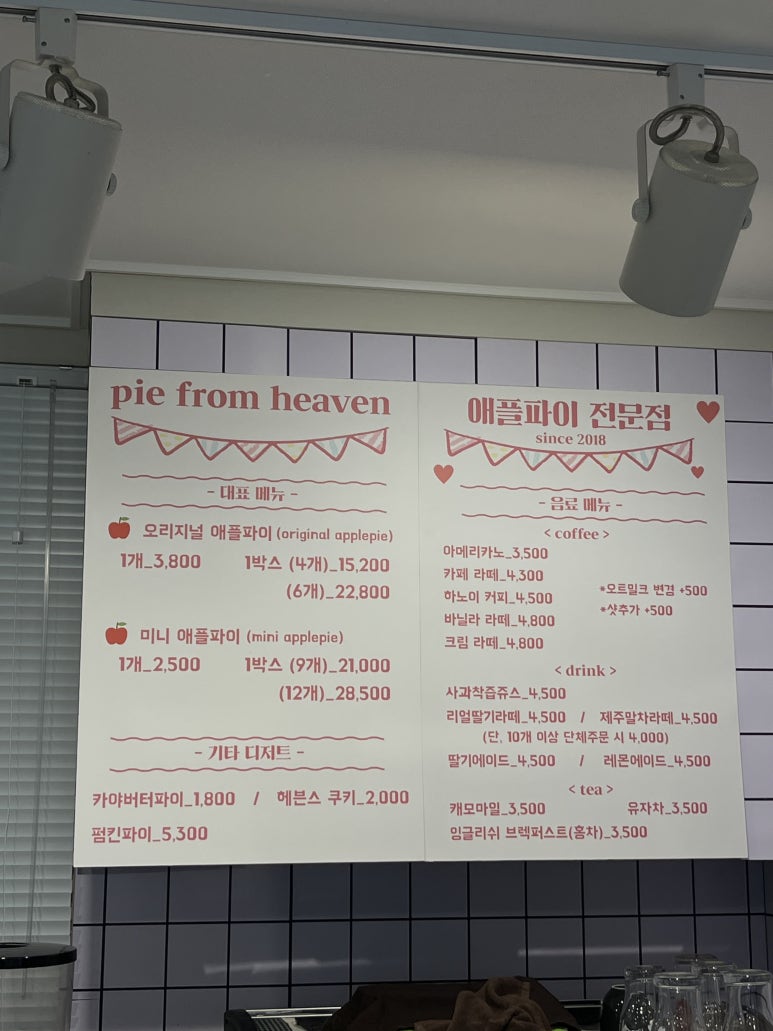 pie from heaven
- 대표 메뉴 -
오리지널 애플파이 (original applepie)
1개_3,800 1박스 (4개)_15,200
(6개)_22,800
미니 애플파이 (mini applepie)
1개_2,500 1박스 (9개)_21,000
(12개)_28,500
- 기타 디저트 -
카야버터파이_1,800 / 헤븐스 쿠키_2,000
펌킨파이_5,300
애플파이 전문점
since 2018
- 음료 메뉴 -
< coffee >
아메리카노_3,500
카페 라떼_4,300
하노이 커피_4,500
바닐라 라떼_4,800
크림 라떼_4,800
*오트밀크 변경 +500
*샷추가 +500
< drink >
사과착즙쥬스_4,500
리얼딸기라떼_4,500 / 제주말차라떼_4,500
(단, 10개 이상 단체주문 시 4,000)
딸기에이드_4,500 / 레몬에이드_4,500
< tea >
캐모마일_3,500 유자차_3,500
잉글리쉬 브렉퍼스트(홍차)_3,500